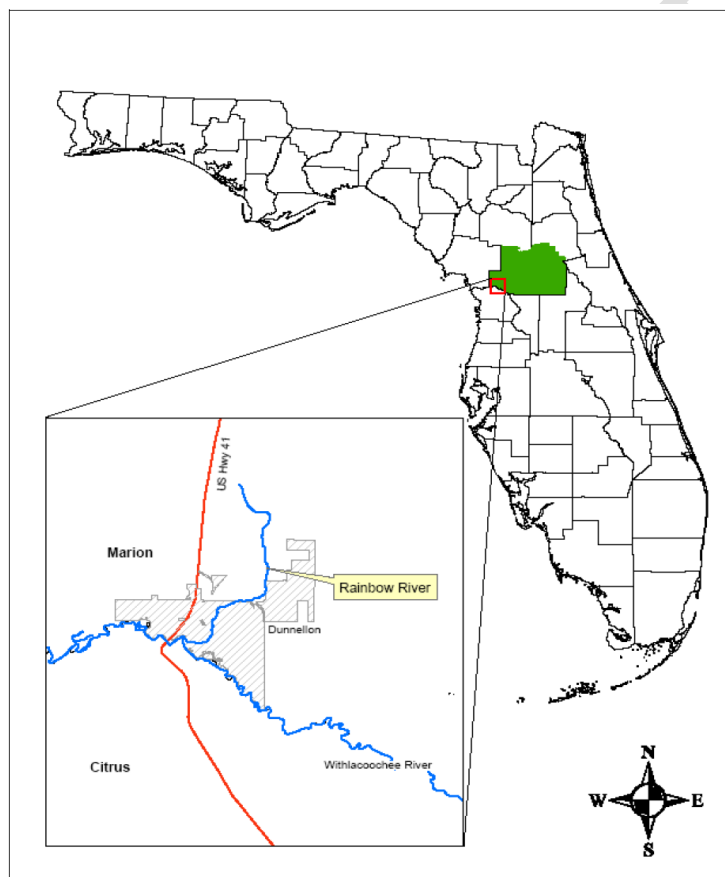 US Hwy 41
Marion
Rainbow River
Dunnellon
Withlacoochee River
Citrus
N
W E
S